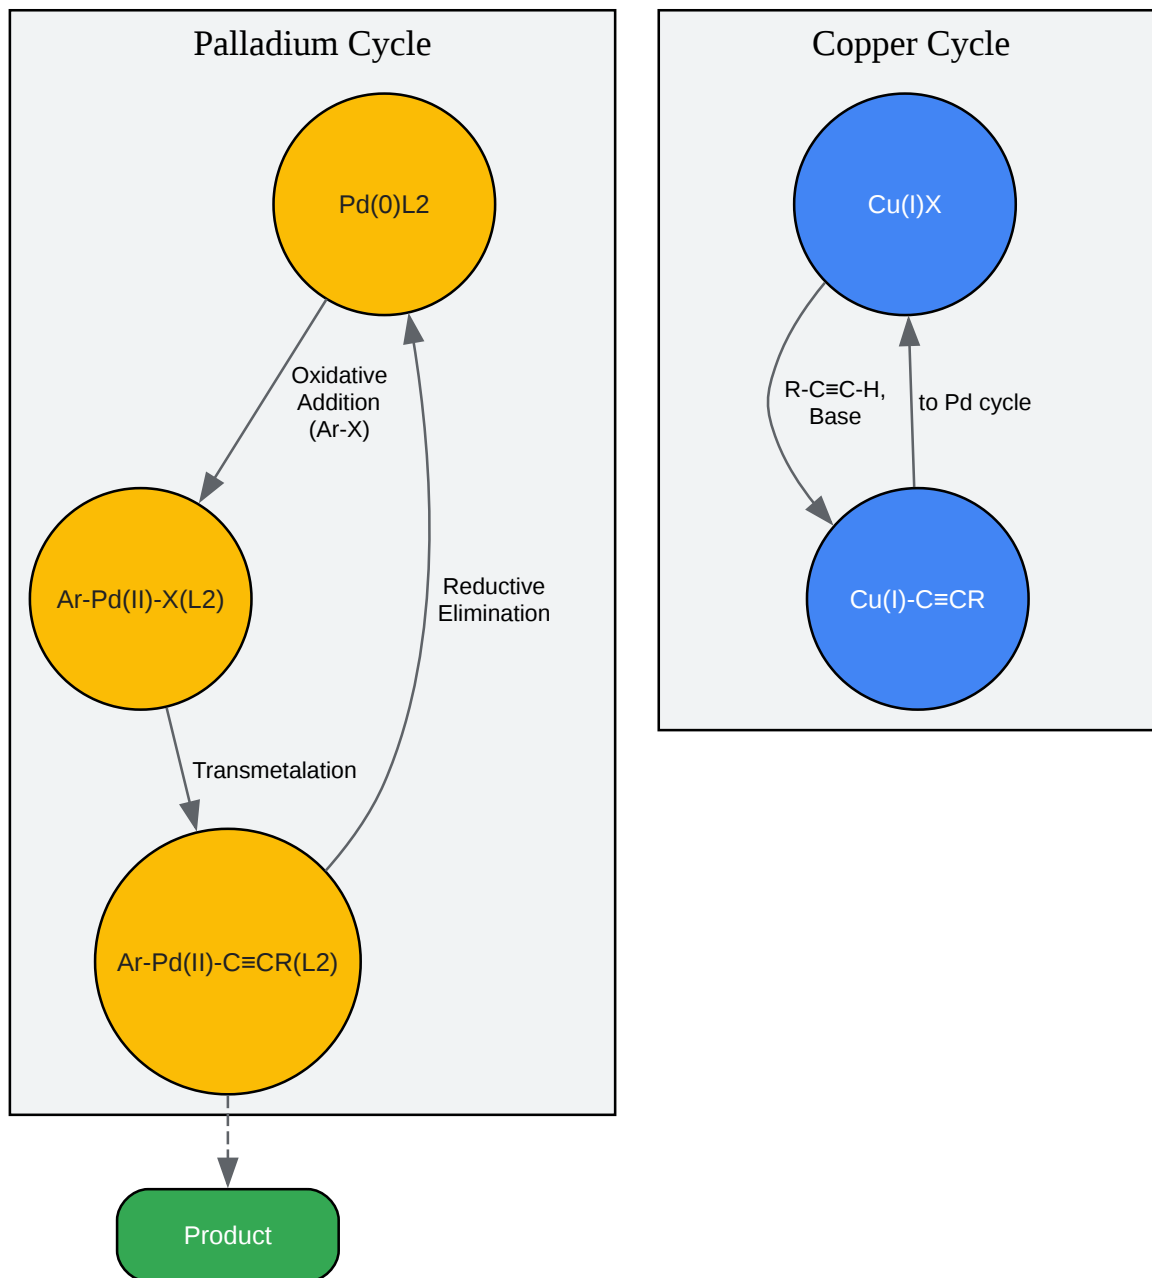 Palladium Cycle
Pd(0)L2
Oxidative
Addition
(Ar-X)
Ar-Pd(II)-X(L2)
Reductive
Elimination
Transmetalation
Ar-Pd(II)-C≡CR(L2)
Product
Copper Cycle
Cu(I)X
R-C≡C-H,
Base
to Pd cycle
Cu(I)-C≡CR